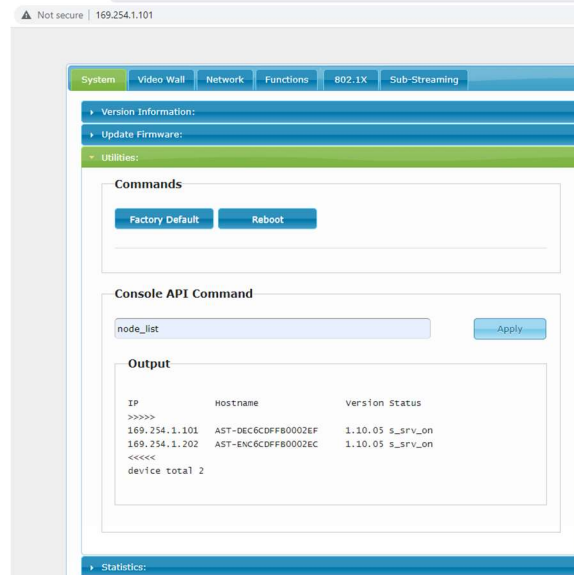 Not secure | 169.254.1.101
System Video Wall Network Functions 802.1X Sub-Streaming
Version Information:
Update Firmware:
Utilities:
Commands
Factory Default Reboot
Console API Command
node_list Apply
Output
IP Hostname Version Status
>>>>>
169.254.1.101 AST-DEC6CDFFB0002EF 1.10.05 s_srv_on
169.254.1.202 AST-ENC6CDFFB0002EC 1.10.05 s_srv_on
<<<<<
device total 2
Statistics: